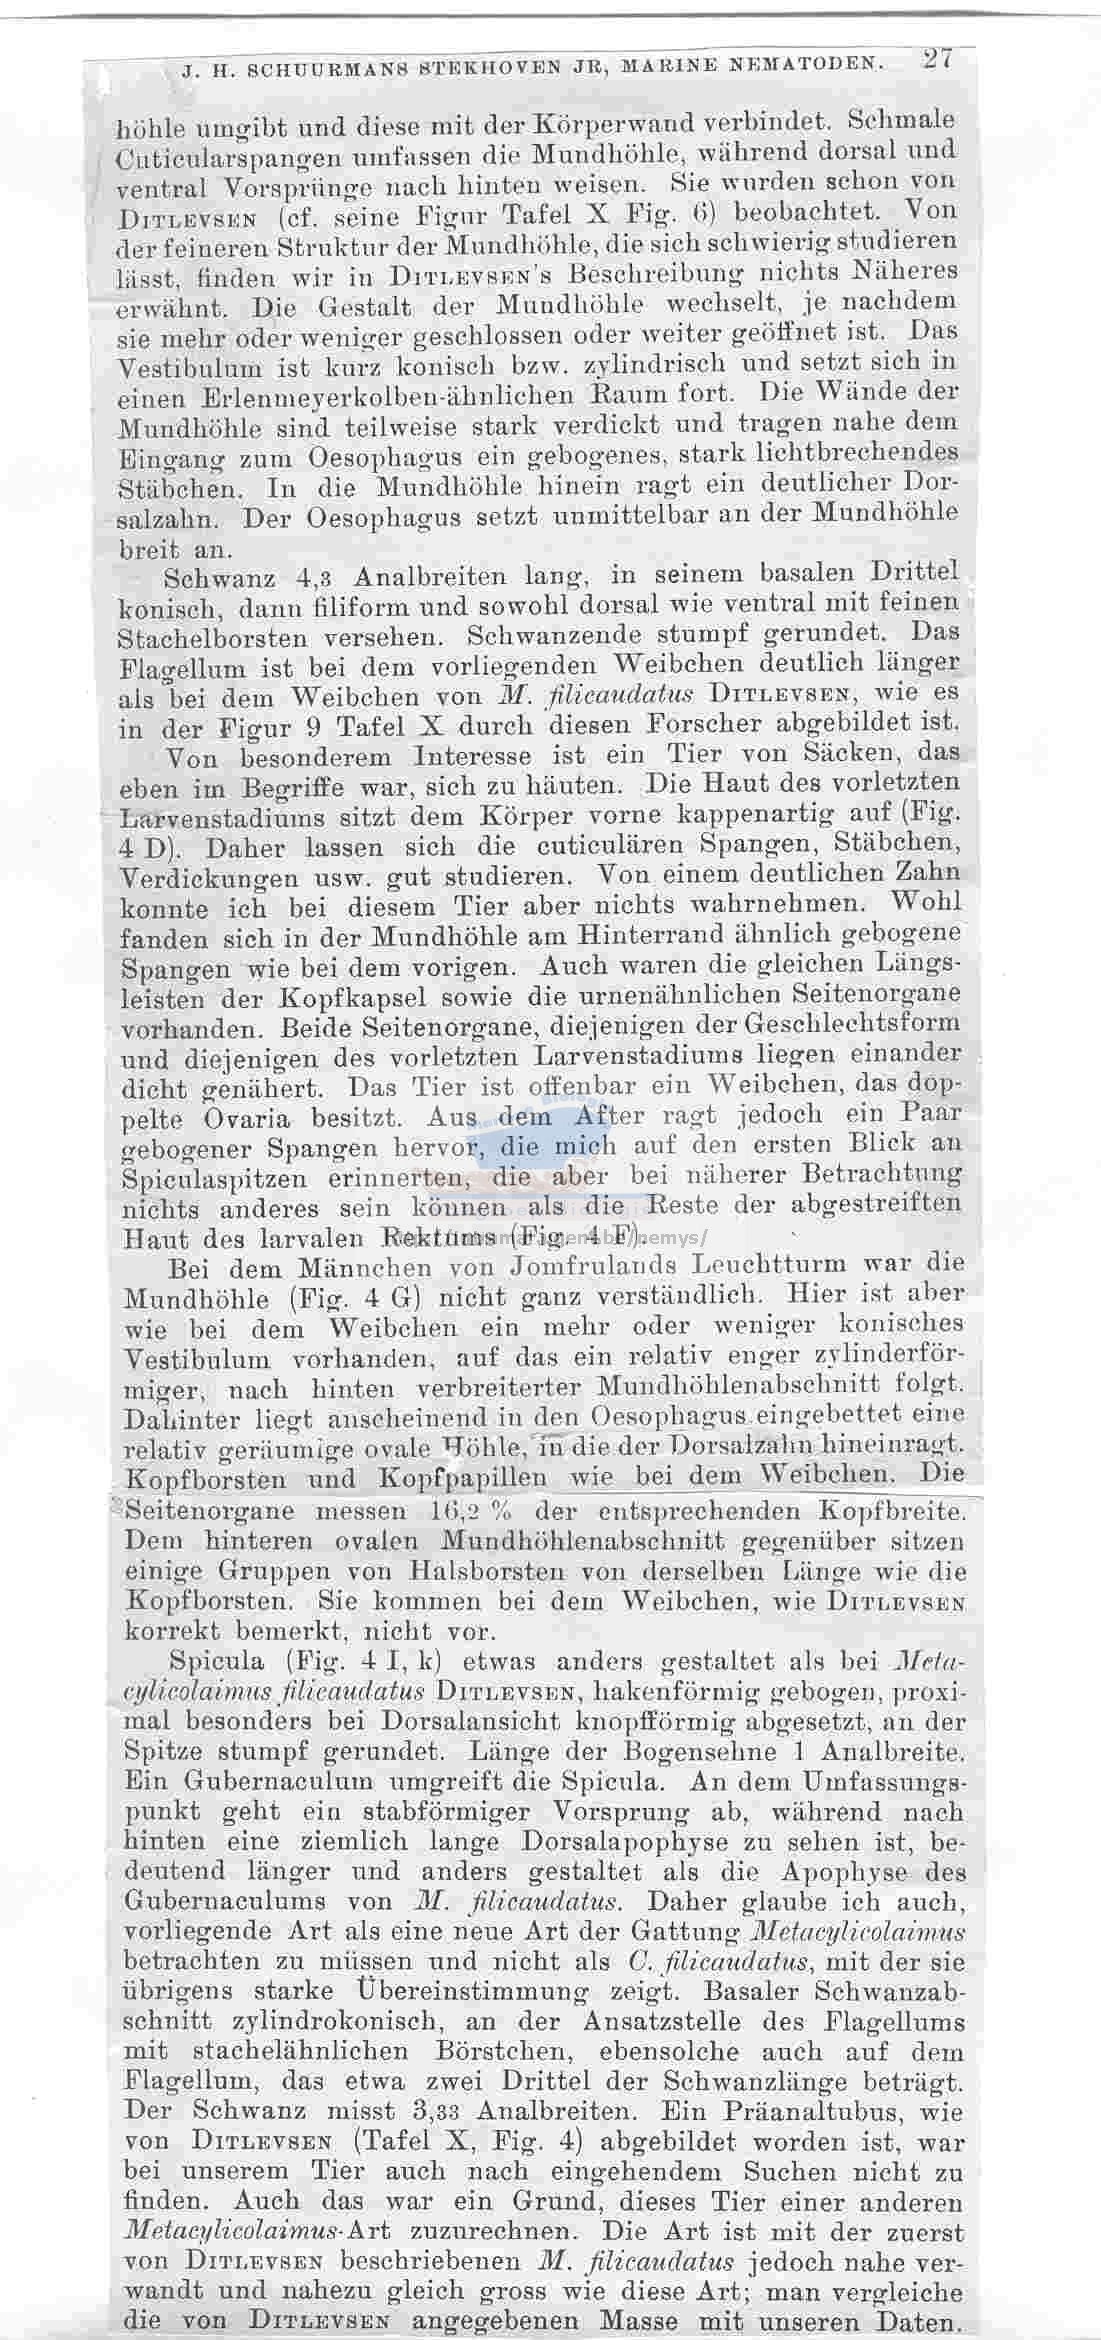 J. H. SCHUURMANS STEKHOVEN JR, MARINE NEMATODEN. 27
höhle umgibt und diese mit der Körperwand verbindet. Schmale
Cuticularspangen umfassen die Mundhöhle, während dorsal und
ventral Vorsprünge nach hinten weisen. Sie wurden schon von
DITLEVSEN (cf. seine Figur Tafel X Fig. 6) beobachtet. Von
der feineren Struktur der Mundhöhle, die sich schwierig studieren
lässt, finden wir in DITLEVSEN's Beschreibung nichts Näheres
erwähnt. Die Gestalt der Mundhöhle wechselt, je nachdem
sie mehr oder weniger geschlossen oder weiter geöffnet ist. Das
Vestibulum ist kurz konisch bzw. zylindrisch und setzt sich in
einen Erlenmeyerkolben-ähnlichen Raum fort. Die Wände der
Mundhöhle sind teilweise stark verdickt und tragen nahe dem
Eingang zum Oesophagus ein gebogenes, stark lichtbrechendes
Stäbchen. In die Mundhöhle hinein ragt ein deutlicher Dor-
salzahn. Der Oesophagus setzt unmittelbar an der Mundhöhle
breit an.
Schwanz 4,3 Analbreiten lang, in seinem basalen Drittel
konisch, dann filiform und sowohl dorsal wie ventral mit feinen
Stachelborsten versehen. Schwanzende stumpf gerundet. Das
Flagellum ist bei dem vorliegenden Weibchen deutlich länger
als bei dem Weibchen von M. filicaudatus DITLEVSEN, wie es
in der Figur 9 Tafel X durch diesen Forscher abgebildet ist.
Von besonderem Interesse ist ein Tier von Säcken, das
eben im Begriffe war, sich zu häuten. Die Haut des vorletzten
Larvenstadiums sitzt dem Körper vorne kappenartig auf (Fig.
4 D). Daher lassen sich die cuticulären Spangen, Stäbchen,
Verdickungen usw. gut studieren. Von einem deutlichen Zahn
konnte ich bei diesem Tier aber nichts wahrnehmen. Wohl
fanden sich in der Mundhöhle am Hinterrand ähnlich gebogene
Spangen wie bei dem vorigen. Auch waren die gleichen Längs-
leisten der Kopfkapsel sowie die urnenähnlichen Seitenorgane
vorhanden. Beide Seitenorgane, diejenigen der Geschlechtsform
und diejenigen des vorletzten Larvenstadiums liegen einander
dicht genähert. Das Tier ist offenbar ein Weibchen, das dop-
pelte Ovaria besitzt. Aus dem After ragt jedoch ein Paar
gebogener Spangen hervor, die mich auf den ersten Blick an
Spiculaspitzen erinnerten, die aber bei näherer Betrachtung
nichts anderes sein können als die Reste der abgestreiften
Haut des larvalen Rektums (Fig. 4 F).
Bei dem Männchen von Jomfrulands Leuchtturm war die
Mundhöhle (Fig. 4 G) nicht ganz verständlich. Hier ist aber
wie bei dem Weibchen ein mehr oder weniger konisches
Vestibulum vorhanden, auf das ein relativ enger zylinderför-
miger, nach hinten verbreiterter Mundhöhlenabschnitt folgt.
Dahinter liegt anscheinend in den Oesophagus eingebettet eine
relativ geräumige ovale Höhle, in die der Dorsalzahn hineinragt.
Kopfborsten und Kopfpapillen wie bei dem Weibchen. Die
Seitenorgane messen 16,2 % der entsprechenden Kopfbreite.
Dem hinteren ovalen Mundhöhlenabschnitt gegenüber sitzen
einige Gruppen von Halsborsten von derselben Länge wie die
Kopfborsten. Sie kommen bei dem Weibchen, wie DITLEVSEN
korrekt bemerkt, nicht vor.
Spicula (Fig. 4 I, k) etwas anders gestaltet als bei Meta-
cylicolaimus filicaudatus DITLEVSEN, hakenförmig gebogen, proxi-
mal besonders bei Dorsalansicht knopfförmig abgesetzt, an der
Spitze stumpf gerundet. Länge der Bogensehne 1 Analbreite.
Ein Gubernaculum umgreift die Spicula. An dem Umfassungs-
punkt geht ein stabförmiger Vorsprung ab, während nach
hinten eine ziemlich lange Dorsalapophyse zu sehen ist, be-
deutend länger und anders gestaltet als die Apophyse des
Gubernaculums von M. filicaudatus. Daher glaube ich auch,
vorliegende Art als eine neue Art der Gattung Metacylicolaimus
betrachten zu müssen und nicht als C. filicaudatus, mit der sie
übrigens starke Übereinstimmung zeigt. Basaler Schwanzab-
schnitt zylindrokonisch, an der Ansatzstelle des Flagellums
mit stachelähnlichen Börstchen, ebensolche auch auf dem
Flagellum, das etwa zwei Drittel der Schwanzlänge beträgt.
Der Schwanz misst 3,33 Analbreiten. Ein Präanaltubus, wie
von DITLEVSEN (Tafel X, Fig. 4) abgebildet worden ist, war
bei unserem Tier auch nach eingehendem Suchen nicht zu
finden. Auch das war ein Grund, dieses Tier einer anderen
Metacylicolaimus-Art zuzurechnen. Die Art ist mit der zuerst
von DITLEVSEN beschriebenen M. filicaudatus jedoch nahe ver-
wandt und nahezu gleich gross wie diese Art; man vergleiche
die von DITLEVSEN angegebenen Masse mit unseren Daten.